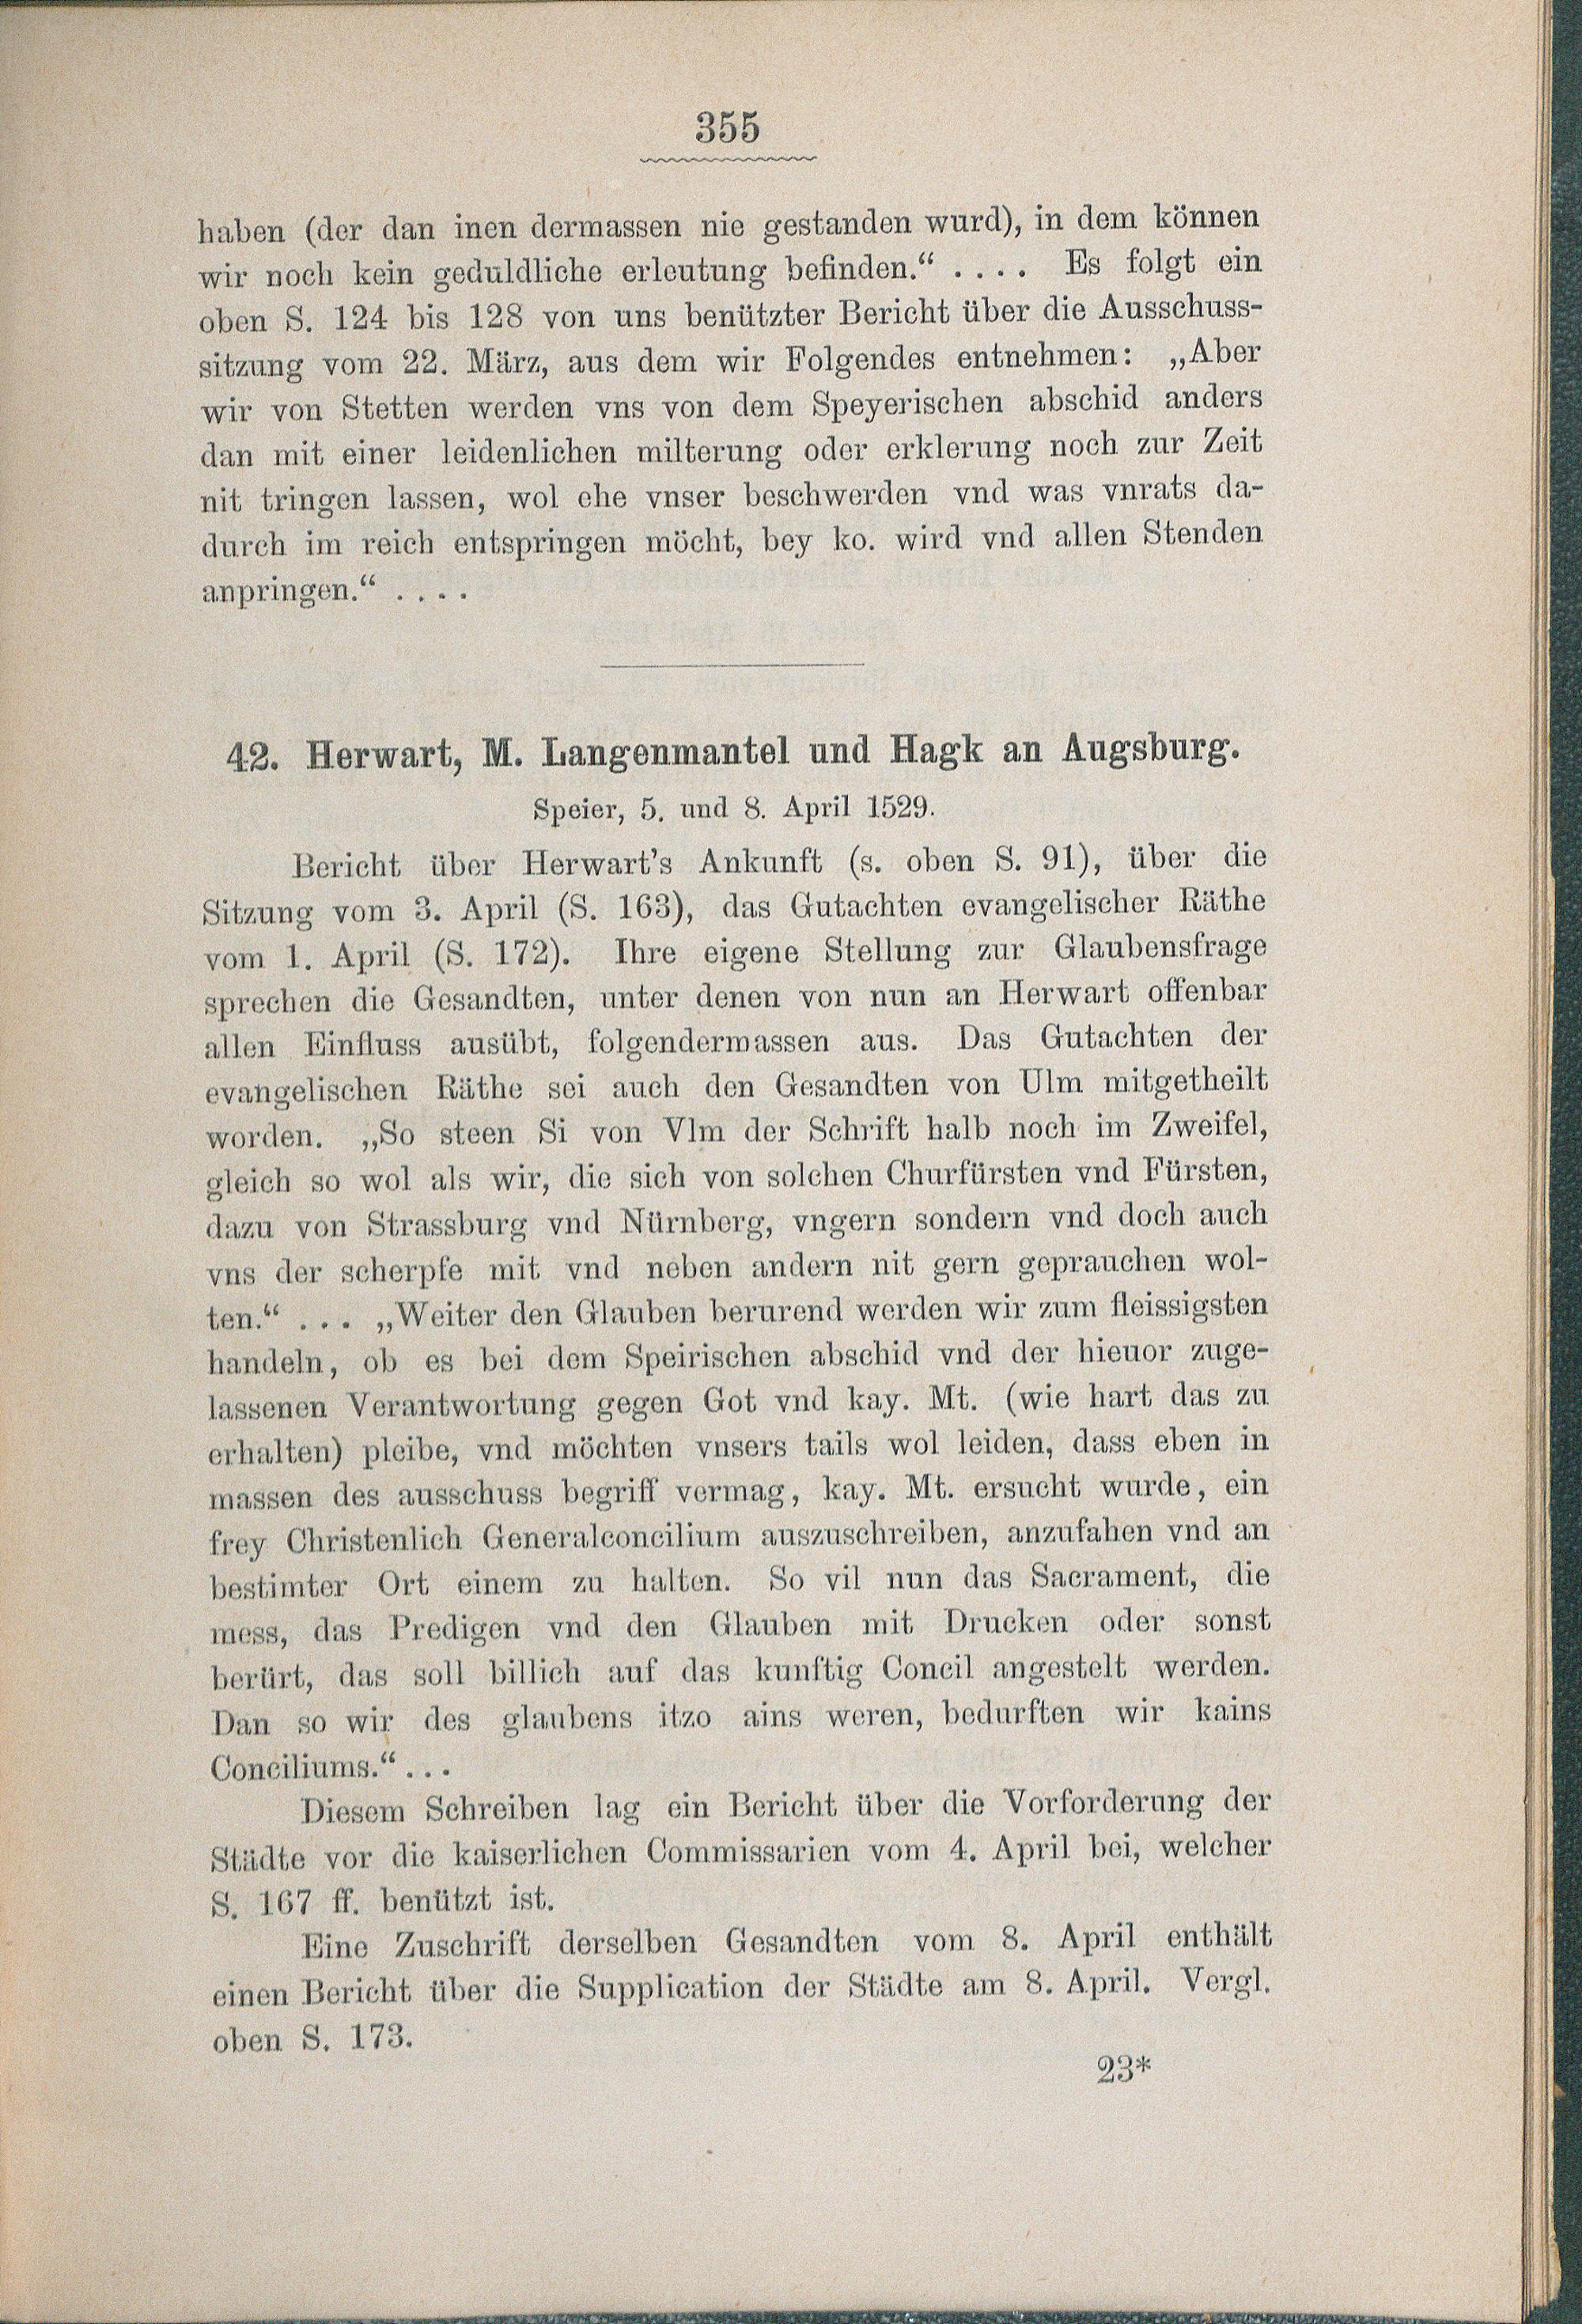 355
haben (der dan inen dermassen nie gestanden wurd), in dem können
wir noch kein geduldliche erleutung befinden.“ . . . . Es folgt ein
oben S. 124 bis 128 von uns benützter Bericht über die Ausschuss-
sitzung vom 22. März, aus dem wir Folgendes entnehmen: „Aber
wir von Stetten werden vns von dem Speyerischen abschid anders
dan mit einer leidenlichen milterung oder erklerung noch zur Zeit
nit tringen lassen, wol ehe vnser beschwerden vnd was vnrats da-
durch im reich entspringen möcht, bey ko. wird vnd allen Stenden
anpringen.“ . . . .
42. Herwart, M. Langenmantel und Hagk an Augsburg.
Speier, 5. und 8. April 1529.
Bericht über Herwart's Ankunft (s. oben S. 91), über die
Sitzung vom 3. April (S. 163), das Gutachten evangelischer Räthe
vom 1. April (S. 172). Ihre eigene Stellung zur Glaubensfrage
sprechen die Gesandten, unter denen von nun an Herwart offenbar
allen Einfluss ausübt, folgendermassen aus. Das Gutachten der
evangelischen Räthe sei auch den Gesandten von Ulm mitgetheilt
worden. „So steen Si von Vlm der Schrift halb noch im Zweifel,
gleich so wol als wir, die sich von solchen Churfürsten vnd Fürsten,
dazu von Strassburg vnd Nürnberg, vngern sondern vnd doch auch
vns der scherpfe mit vnd neben andern nit gern geprauchen wol-
ten.“ . . . „Weiter den Glauben berurend werden wir zum fleissigsten
handeln, ob es bei dem Speirischen abschid vnd der hieuor zuge-
lassenen Verantwortung gegen Got vnd kay. Mt. (wie hart das zu
erhalten) pleibe, vnd möchten vnsers tails wol leiden, dass eben in
massen des ausschuss begriff vermag, kay. Mt. ersucht wurde, ein
frey Christenlich Generalconcilium auszuschreiben, anzufahen vnd an
bestimter Ort einem zu halten. So vil nun das Sacrament, die
mess, das Predigen vnd den Glauben mit Drucken oder sonst
berürt, das soll billich auf das kunftig Concil angestelt werden.
Dan so wir des glaubens itzo ains weren, bedurften wir kains
Conciliums.“ . . .
Diesem Schreiben lag ein Bericht über die Vorforderung der
Städte vor die kaiserlichen Commissarien vom 4. April bei, welcher
S. 167 ff. benützt ist.
Eine Zuschrift derselben Gesandten vom 8. April enthält
einen Bericht über die Supplication der Städte am 8. April. Vergl.
oben S. 173.
23*